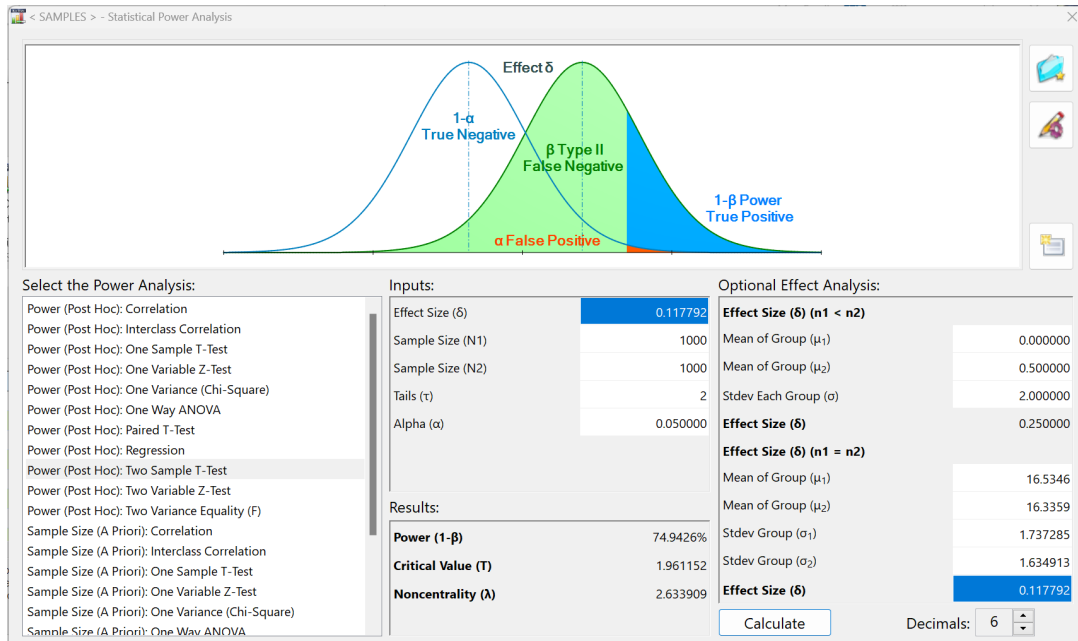 < SAMPLES > - Statistical Power Analysis
Effect δ
1-α
True Negative
β Type II
False Negative
1-β Power
True Positive
α False Positive
Select the Power Analysis:
Power (Post Hoc): Correlation
Power (Post Hoc): Interclass Correlation
Power (Post Hoc): One Sample T-Test
Power (Post Hoc): One Variable Z-Test
Power (Post Hoc): One Variance (Chi-Square)
Power (Post Hoc): One Way ANOVA
Power (Post Hoc): Paired T-Test
Power (Post Hoc): Regression
Power (Post Hoc): Two Sample T-Test
Power (Post Hoc): Two Variable Z-Test
Power (Post Hoc): Two Variance Equality (F)
Sample Size (A Priori): Correlation
Sample Size (A Priori): Interclass Correlation
Sample Size (A Priori): One Sample T-Test
Sample Size (A Priori): One Variable Z-Test
Sample Size (A Priori): One Variance (Chi-Square)
Sample Size (A Priori): One Way ANOVA
Inputs:
Effect Size (δ) 0.117792
Sample Size (N1) 1000
Sample Size (N2) 1000
Tails (τ) 2
Alpha (α) 0.050000
Results:
Power (1-β) 74.9426%
Critical Value (T) 1.961152
Noncentrality (λ) 2.633909
Optional Effect Analysis:
Effect Size (δ) (n1 < n2)
Mean of Group (μ₁) 0.000000
Mean of Group (μ₂) 0.500000
Stdev Each Group (σ) 2.000000
Effect Size (δ) 0.250000
Effect Size (δ) (n1 = n2)
Mean of Group (μ₁) 16.5346
Mean of Group (μ₂) 16.3359
Stdev Group (σ₁) 1.737285
Stdev Group (σ₂) 1.634913
Effect Size (δ) 0.117792
Calculate
Decimals: 6